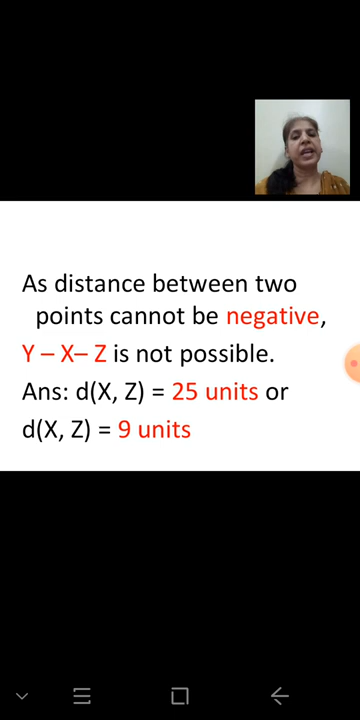 As distance between two
points cannot be negative,
Y – X– Z is not possible.
Ans: d(X, Z) = 25 units or
d(X, Z) = 9 units